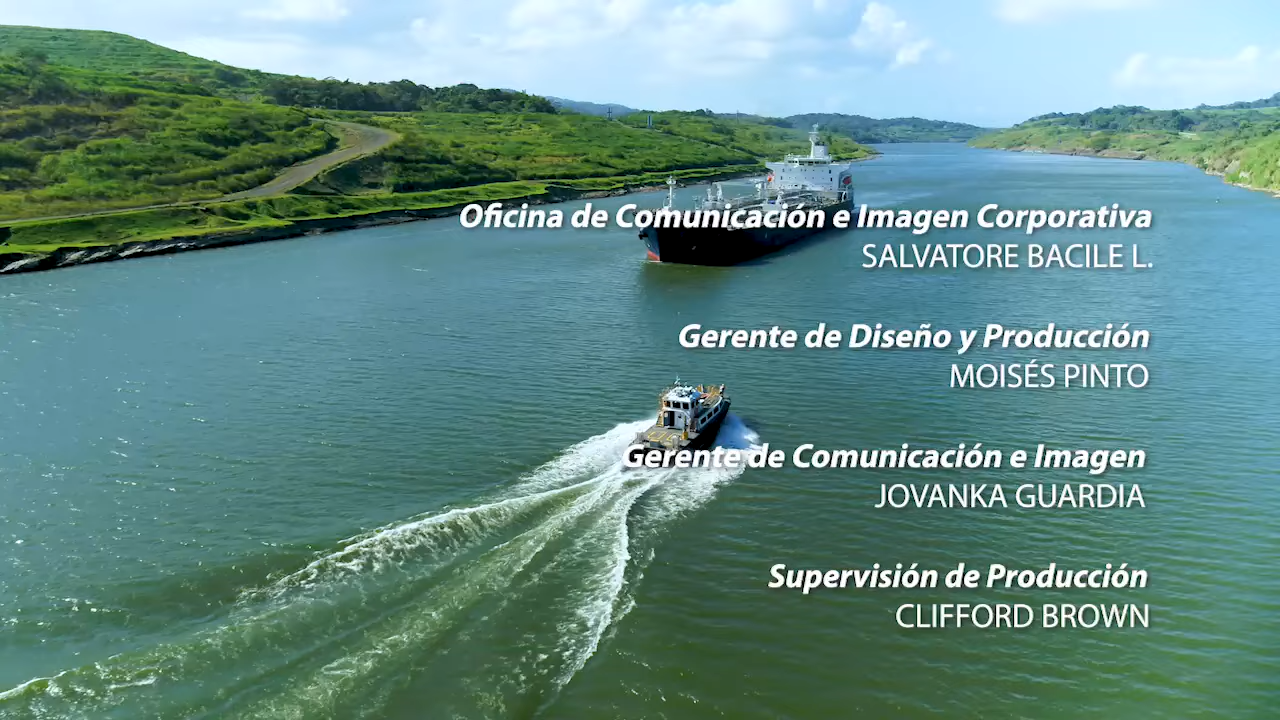 Oficina de Comunicación e Imagen Corporativa
SALVATORE BACILE L.
Gerente de Diseño y Producción
MOISÉS PINTO
Gerente de Comunicación e Imagen
JOVANKA GUARDIA
Supervisión de Producción
CLIFFORD BROWN